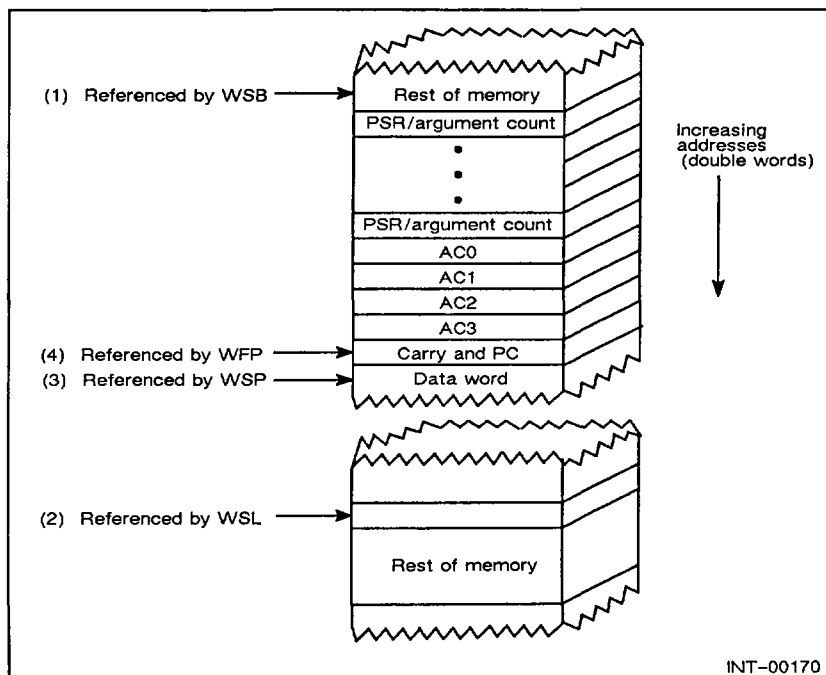 (1) Referenced by WSB
Rest of memory
PSR/argument count
Increasing
addresses
(double words)
PSR/argument count
AC0
AC1
AC2
AC3
(4) Referenced by WFP
Carry and PC
(3) Referenced by WSP
Data word
(2) Referenced by WSL
Rest of memory
INT-00170